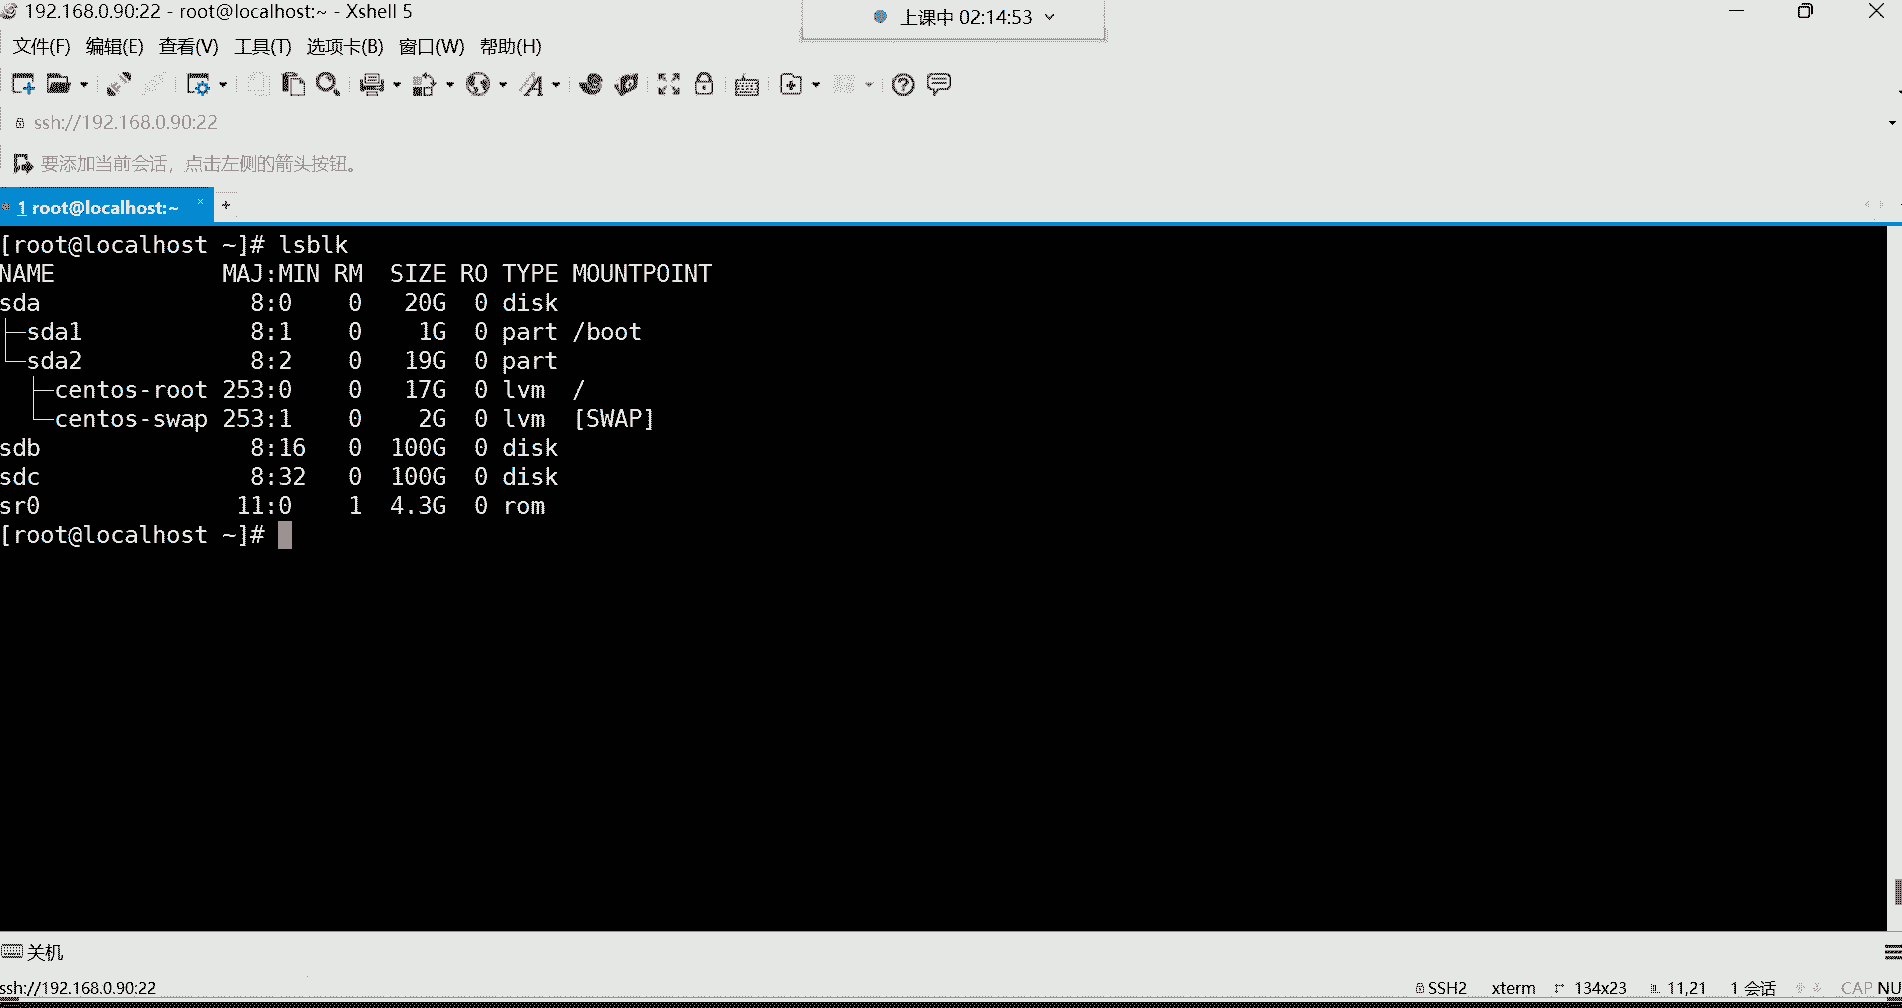 192.168.0.90:22 - root@localhost:~ - Xshell 5
上课中 02:14:53
文件(F) 编辑(E) 查看(V) 工具(T) 选项卡(B) 窗口(W) 帮助(H)
ssh://192.168.0.90:22
要添加当前会话，点击左侧的箭头按钮。
1 root@localhost:~ × +
[root@localhost ~]# lsblk
NAME            MAJ:MIN RM  SIZE RO TYPE MOUNTPOINT
sda               8:0    0   20G  0 disk
├─sda1            8:1    0    1G  0 part /boot
└─sda2            8:2    0   19G  0 part
  ├─centos-root 253:0    0   17G  0 lvm  /
  └─centos-swap 253:1    0    2G  0 lvm  [SWAP]
sdb               8:16   0  100G  0 disk
sdc               8:32   0  100G  0 disk
sr0              11:0    1  4.3G  0 rom
[root@localhost ~]#
关机
ssh://192.168.0.90:22 SSH2 xterm 134x23 11,21 1 会话 CAP NU